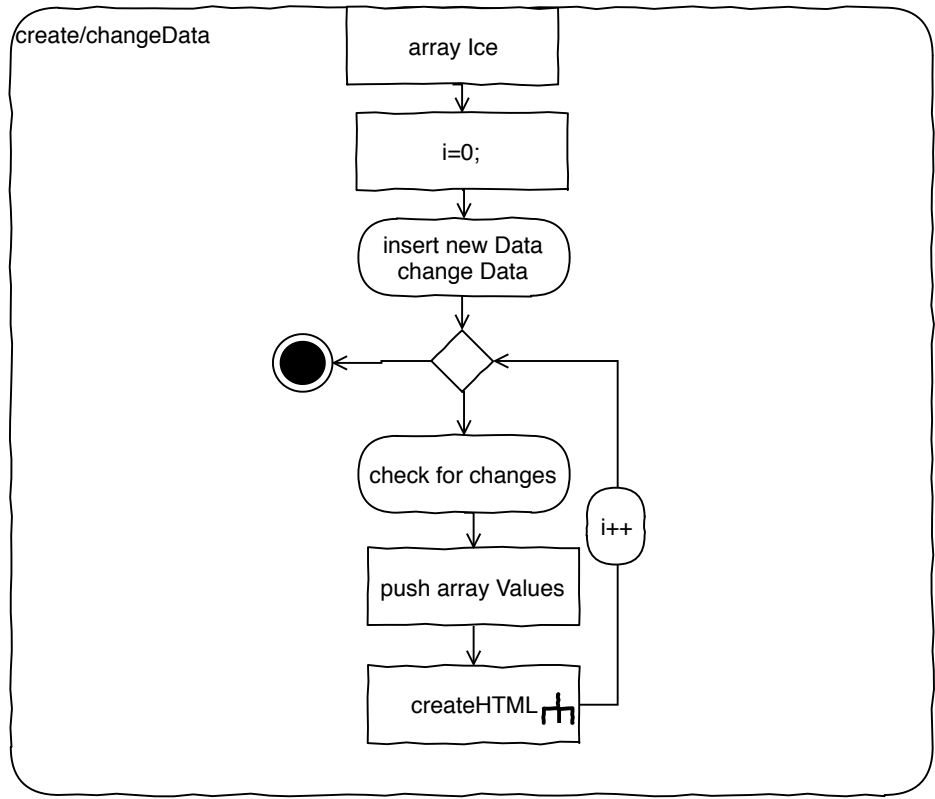 create/changeData
array Ice
i=0;
insert new Data
change Data
check for changes
i++
push array Values
createHTML